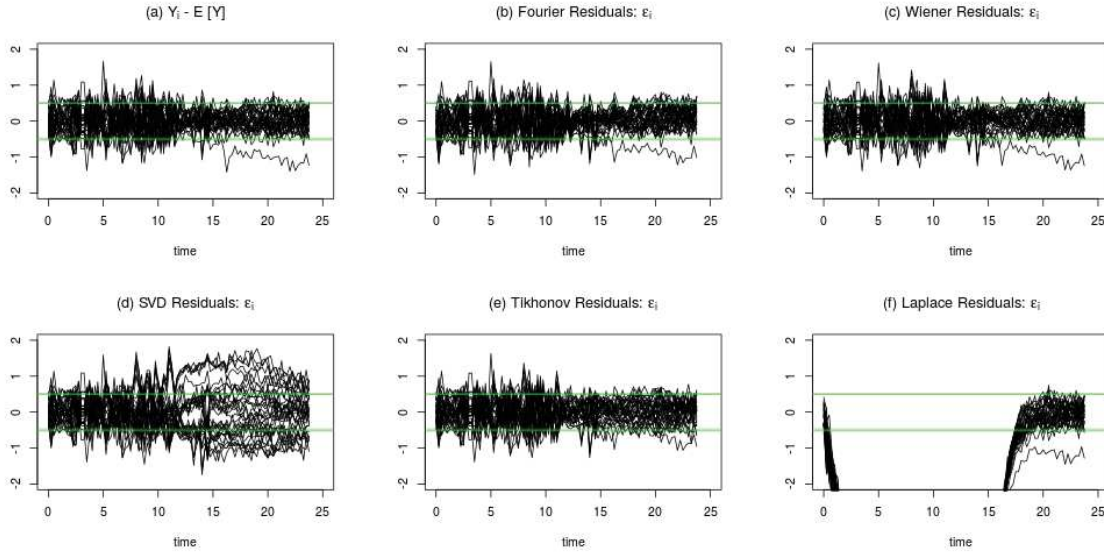 (a) Yᵢ - E [Y]
2
1
0
-1
-2
0 5 10 15 20 25
time
(b) Fourier Residuals: εᵢ
2
1
0
-1
-2
0 5 10 15 20 25
time
(c) Wiener Residuals: εᵢ
2
1
0
-1
-2
0 5 10 15 20 25
time
(d) SVD Residuals: εᵢ
2
1
0
-1
-2
0 5 10 15 20 25
time
(e) Tikhonov Residuals: εᵢ
2
1
0
-1
-2
0 5 10 15 20 25
time
(f) Laplace Residuals: εᵢ
2
1
0
-1
-2
0 5 10 15 20 25
time